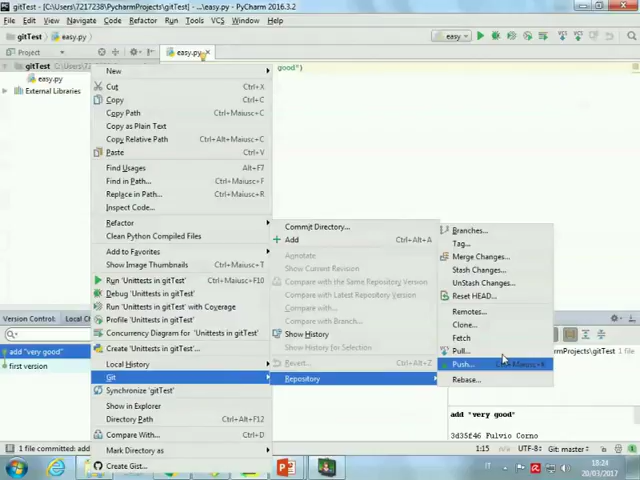 gitTest - [C:\Users\7217238\PycharmProjects\gitTest] - ...\easy.py - PyCharm 2016.3.2
File Edit View Navigate Code Refactor Run Tools VCS Window Help
gitTest easy.py
easy
Project
easy.py
gitTest
good")
easy.py
External Libraries
New
Cut Ctrl+X
Copy Ctrl+C
Copy Path Ctrl+Maiusc+C
Copy as Plain Text
Copy Relative Path Ctrl+Alt+Maiusc+C
Paste Ctrl+V
Find Usages Alt+F7
Find in Path... Ctrl+Maiusc+F
Replace in Path... Ctrl+Maiusc+R
Inspect Code...
Refactor
Clean Python Compiled Files
Add to Favorites
Show Image Thumbnails Ctrl+Maiusc+T
Run 'Unittests in gitTest' Ctrl+Maiusc+F10
Debug 'Unittests in gitTest'
Run 'Unittests in gitTest' with Coverage
Profile 'Unittests in gitTest'
Concurrency Diagram for 'Unittests in gitTest'
Create 'Unittests in gitTest'...
Local History
Git
Synchronize 'gitTest'
Show in Explorer
Directory Path Ctrl+Alt+F12
Compare With... Ctrl+D
Mark Directory as
Create Gist...
Commit Directory...
Add Ctrl+Alt+A
Annotate
Show Current Revision
Compare with the Same Repository Version
Compare with Latest Repository Version
Compare with...
Compare with Branch...
Show History
Show History for Selection
Revert... Ctrl+Alt+Z
Repository
Branches...
Tag...
Merge Changes...
Stash Changes...
UnStash Changes...
Reset HEAD...
Remotes...
Clone...
Fetch
Pull...
Push... Ctrl+Maiusc+K
Rebase...
Version Control:
add "very good"
first version
1 file
add "very good"
3d35f46 Fulvio Corno
1 file committed: add
1:15 UTF-8 Git: master
IT
18:24
20/03/2017